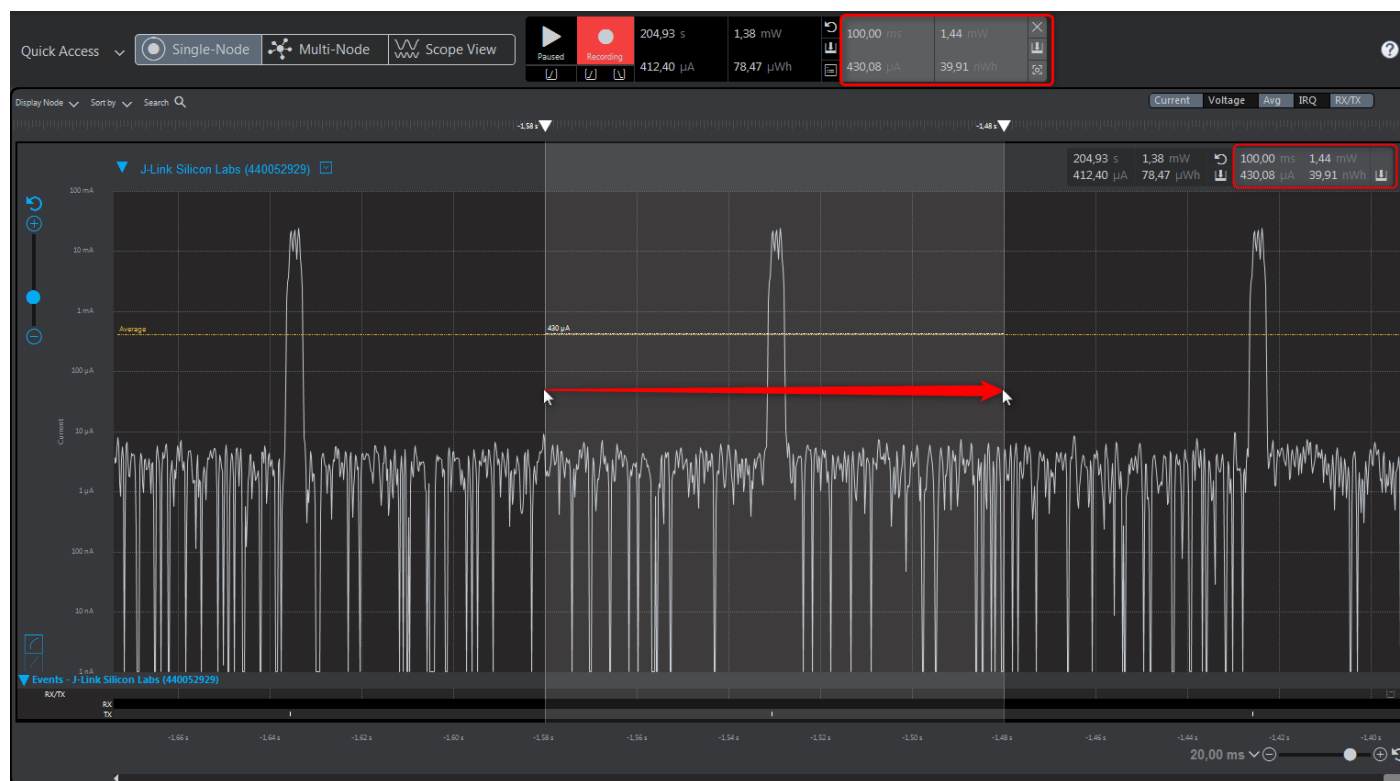 Quick Access
Single-Node
Multi-Node
Scope View
Paused
Recording
204,93 s 1,38 mW
412,40 µA 78,47 µWh
100,00 ms 1,44 mW
430,08 µA 39,91 nWh
?
Display Node Sort by Search
Current Voltage Avg IRQ RX/TX
-1,58 s -1,48 s
J-Link Silicon Labs (440052929)
204,93 s 1,38 mW 100,00 ms 1,44 mW
412,40 µA 78,47 µWh 430,08 µA 39,91 nWh
100 mA
10 mA
1 mA
Average
430 µA
100 µA
Current
10 µA
1 µA
100 nA
10 nA
1 nA
Events - J-Link Silicon Labs (440052929)
RX/TX
RX
TX
-1,66 s -1,64 s -1,62 s -1,60 s -1,58 s -1,56 s -1,54 s -1,52 s -1,50 s -1,48 s -1,46 s -1,44 s -1,42 s -1,40 s
20,00 ms